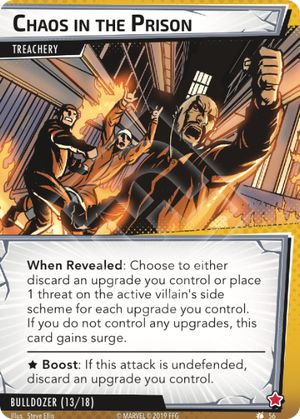 CHAOS IN THE PRISON
TREACHERY
When Revealed: Choose to either
discard an upgrade you control or place
1 threat on the active villain's side
scheme for each upgrade you control.
If you do not control any upgrades, this
card gains surge.
★ Boost: If this attack is undefended,
discard an upgrade you control.
BULLDOZER (13/18)
Illus. Steve Ellis
© MARVEL © 2019 FFG
56